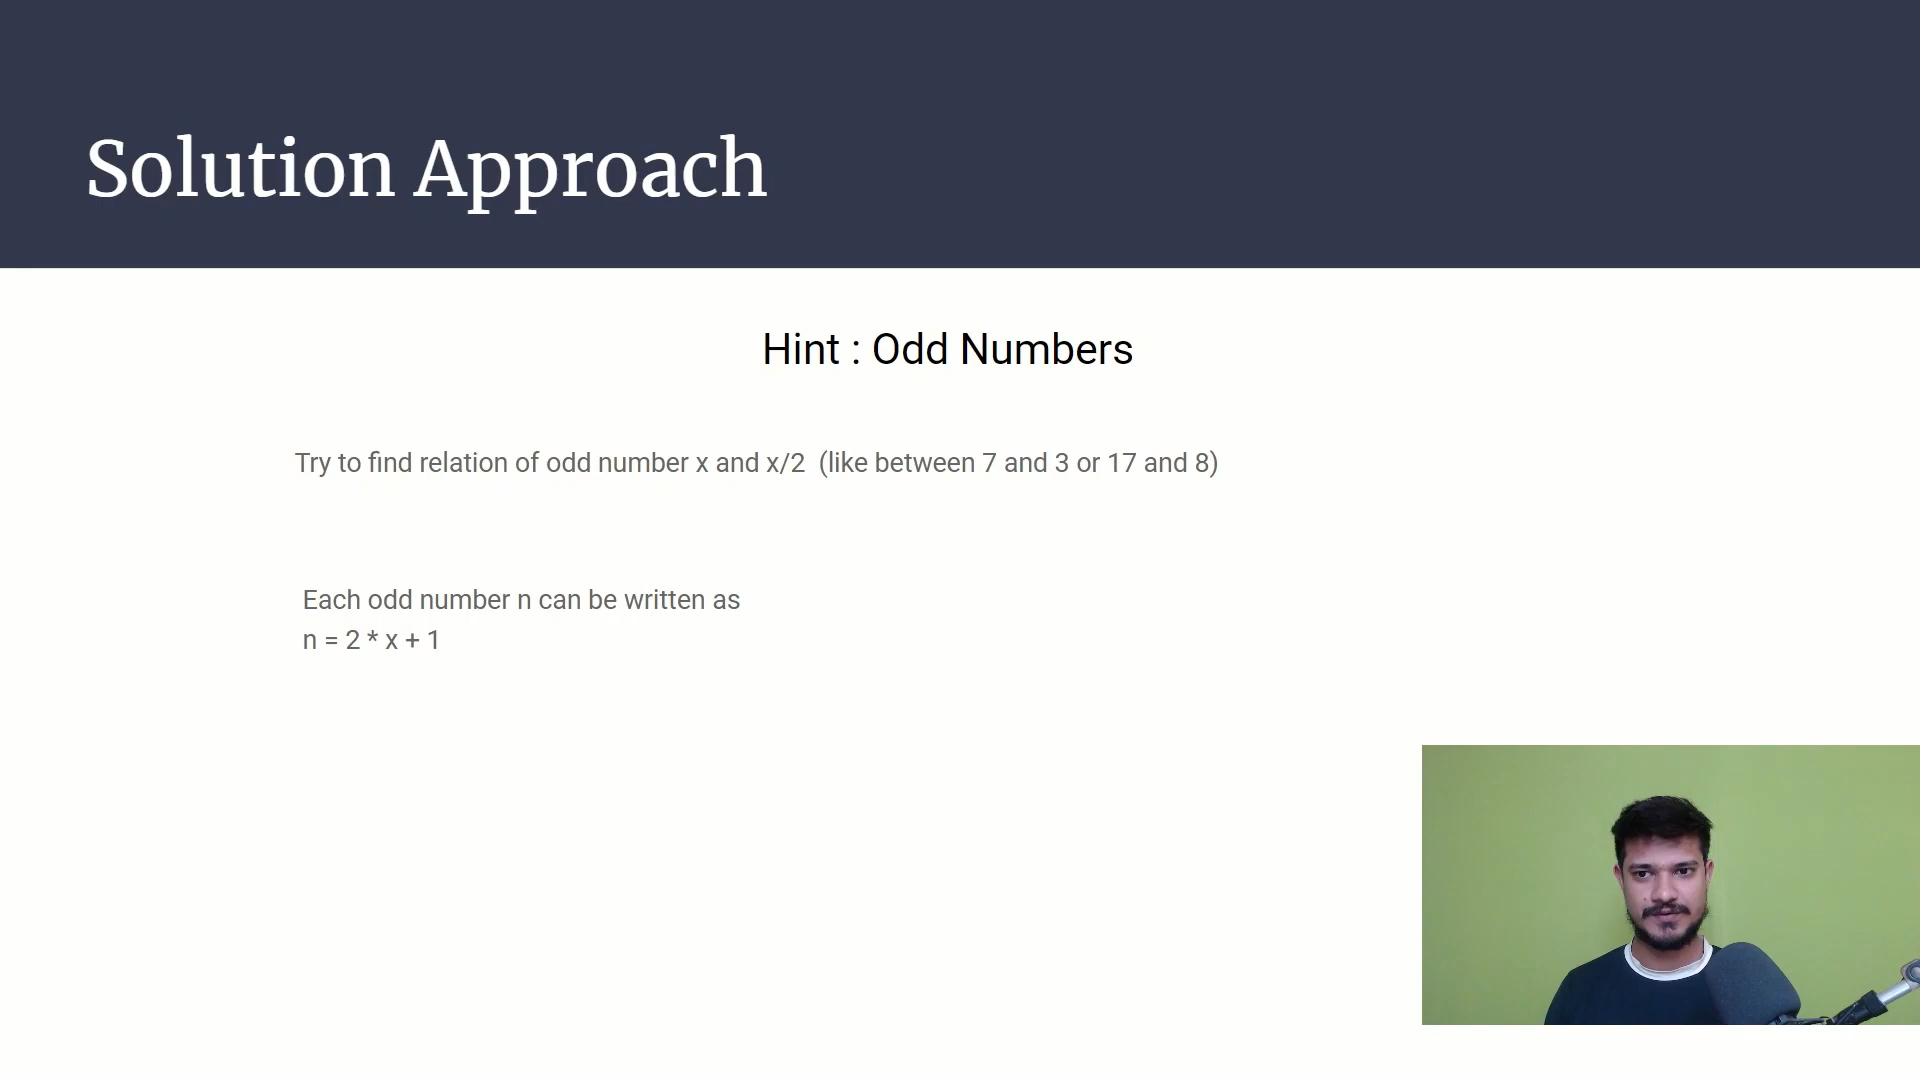 Solution Approach
Hint : Odd Numbers
Try to find relation of odd number x and x/2  (like between 7 and 3 or 17 and 8)
Each odd number n can be written as
n = 2 * x + 1